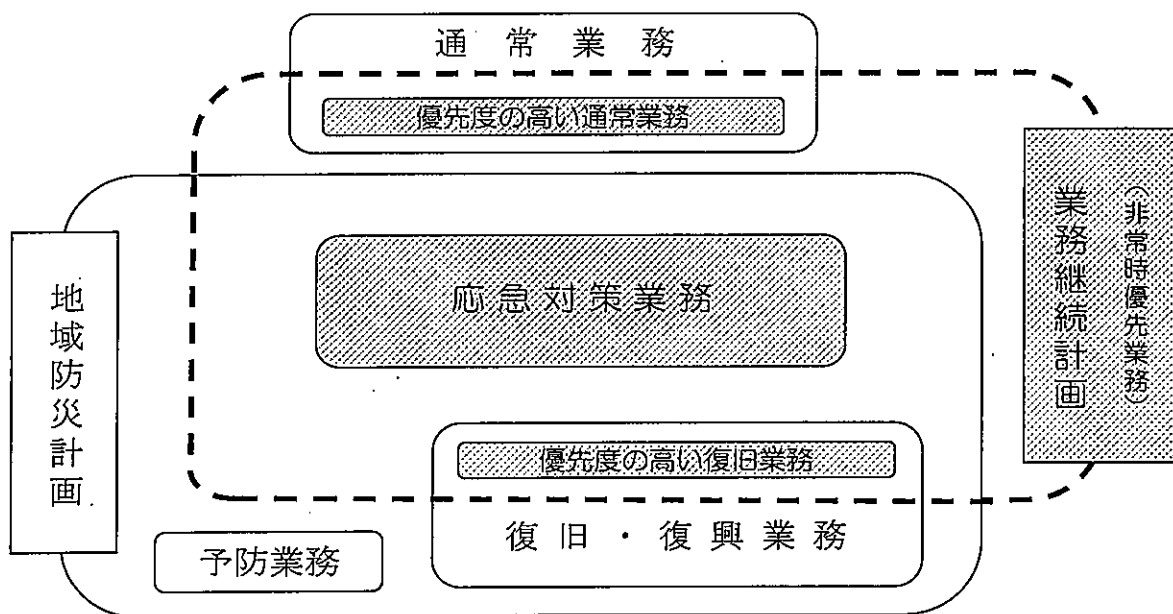 通常業務
優先度の高い通常業務
地域防災計画
応急対策業務
業務継続計画
（非常時優先業務）
優先度の高い復旧業務
復旧・復興業務
予防業務